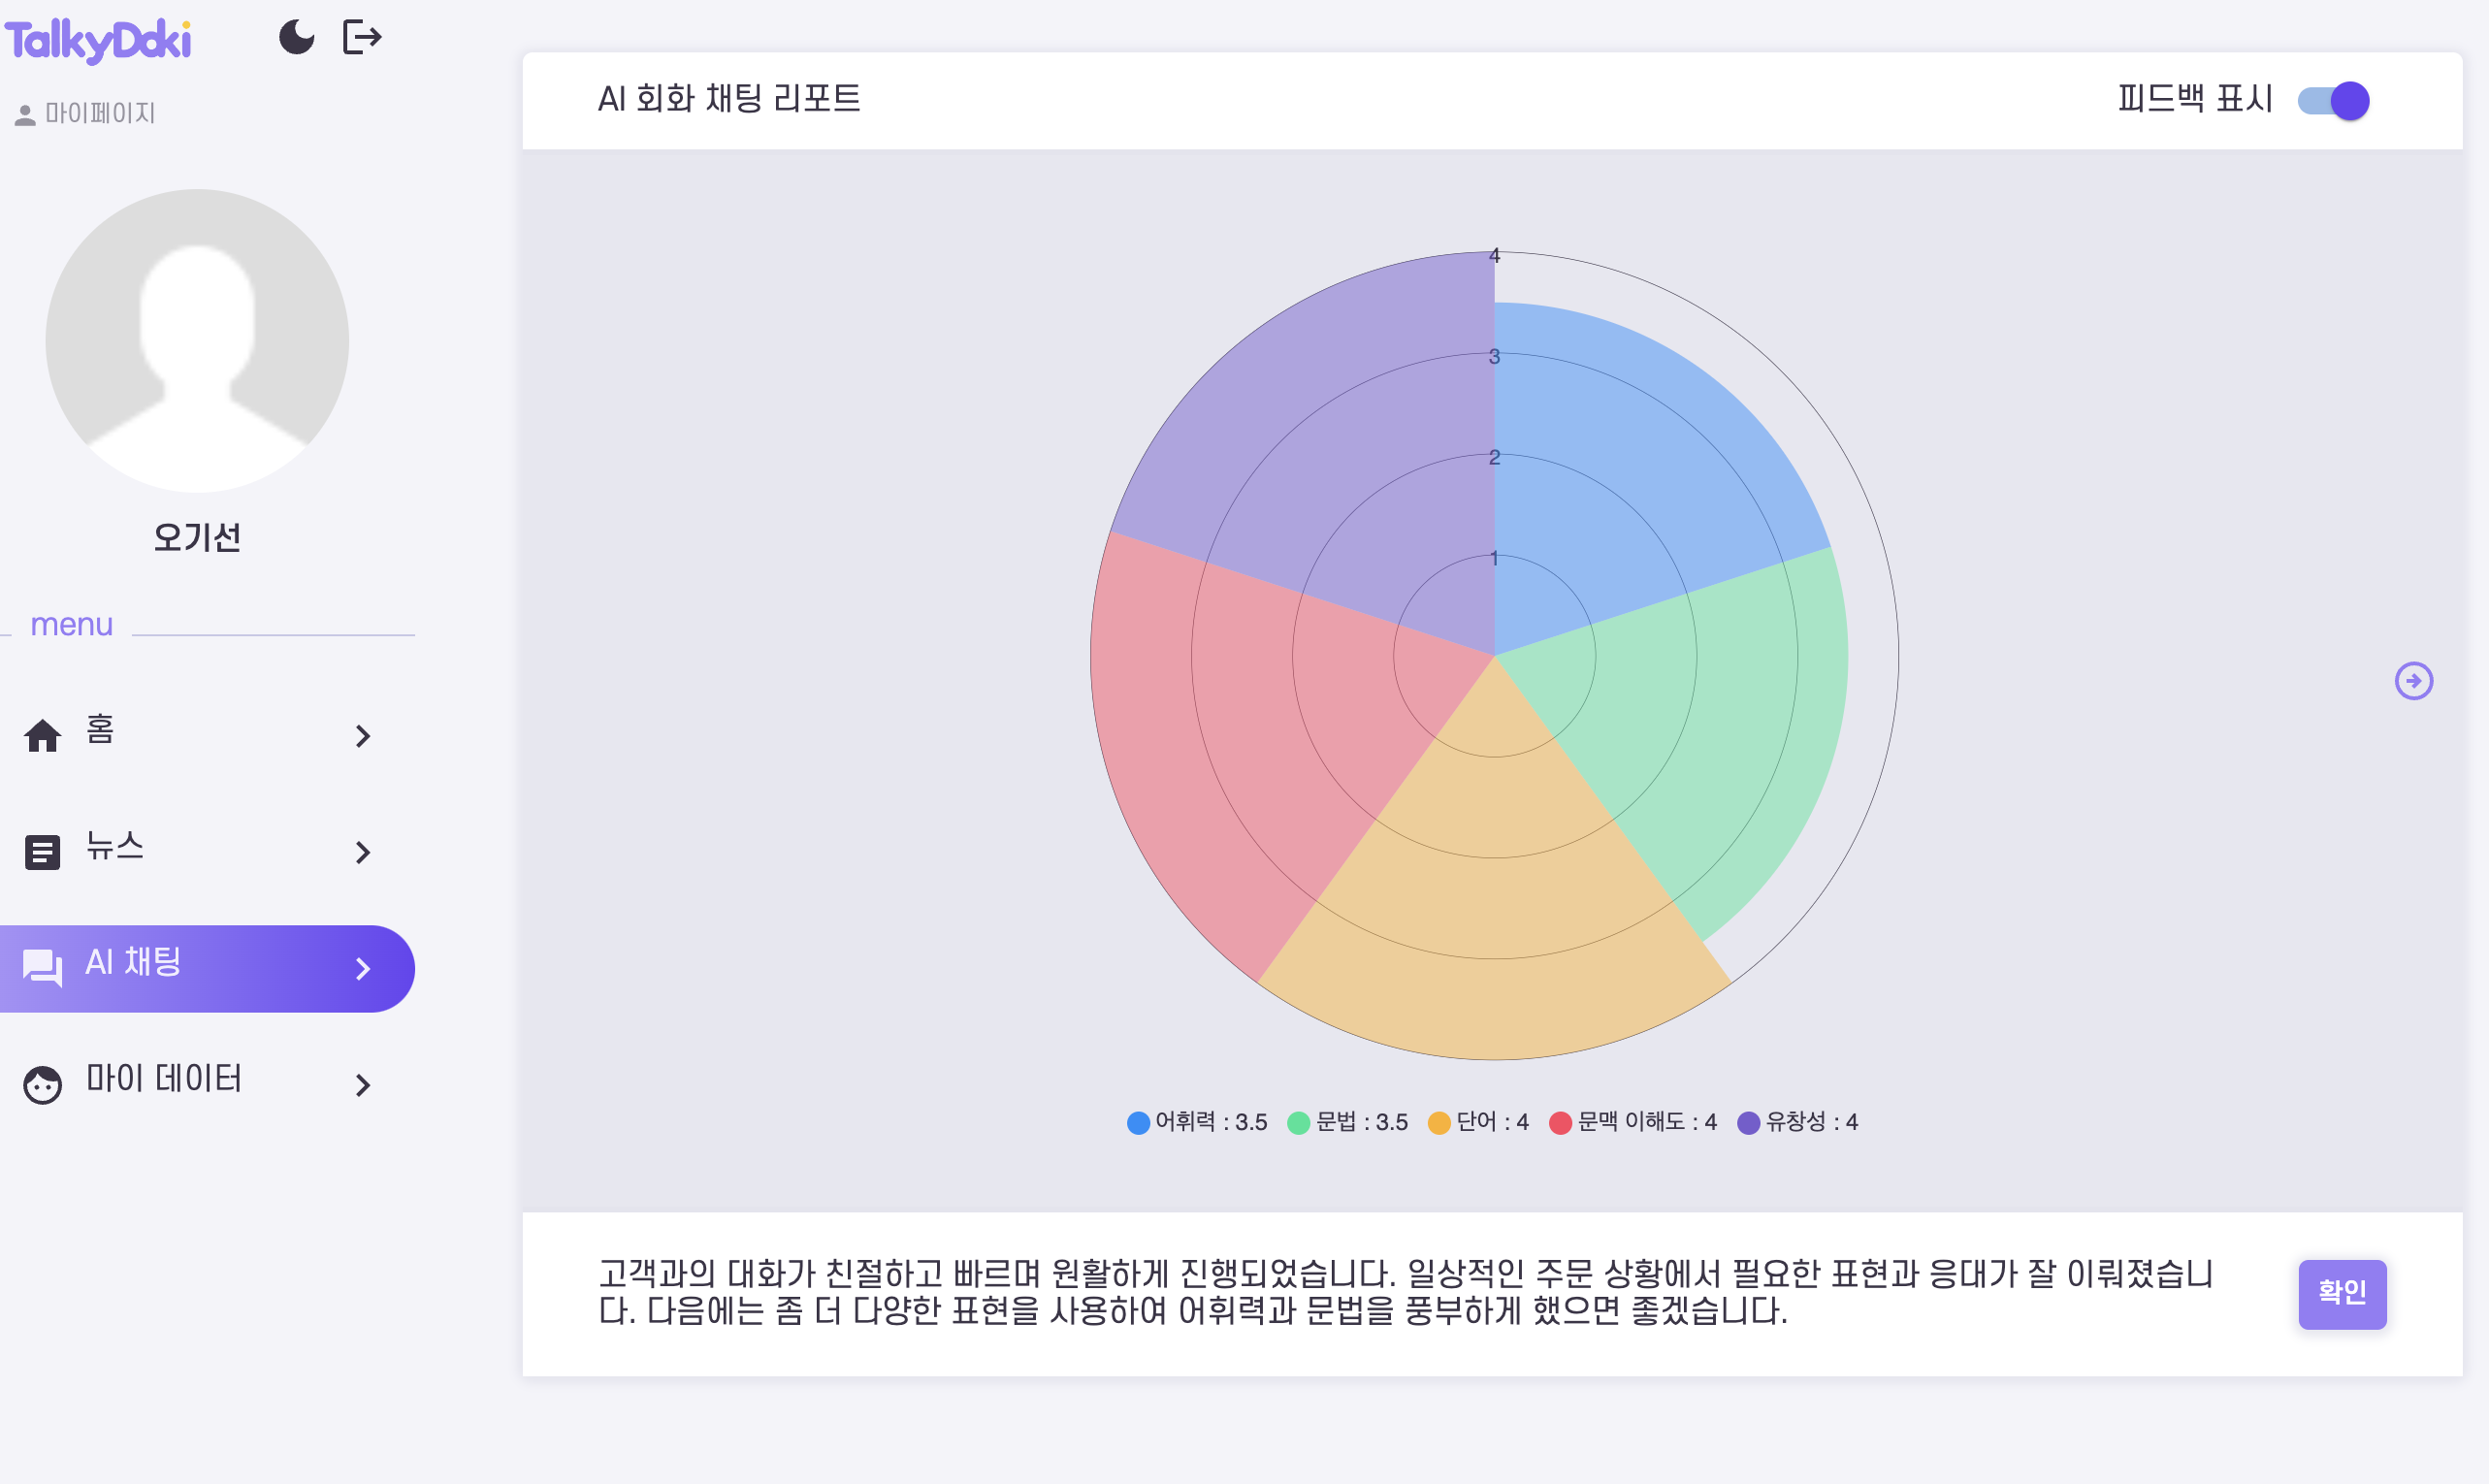 TalkyDoki
마이페이지
오기선
menu
홈
뉴스
AI 채팅
마이 데이터
AI 회화 채팅 리포트
피드백 표시
4
3
2
1
어휘력 : 3.5 문법 : 3.5 단어 : 4 문맥 이해도 : 4 유창성 : 4
고객과의 대화가 친절하고 빠르며 원활하게 진행되었습니다. 일상적인 주문 상황에서 필요한 표현과 응대가 잘 이뤄졌습니
다. 다음에는 좀 더 다양한 표현을 사용하여 어휘력과 문법을 풍부하게 했으면 좋겠습니다.
확인